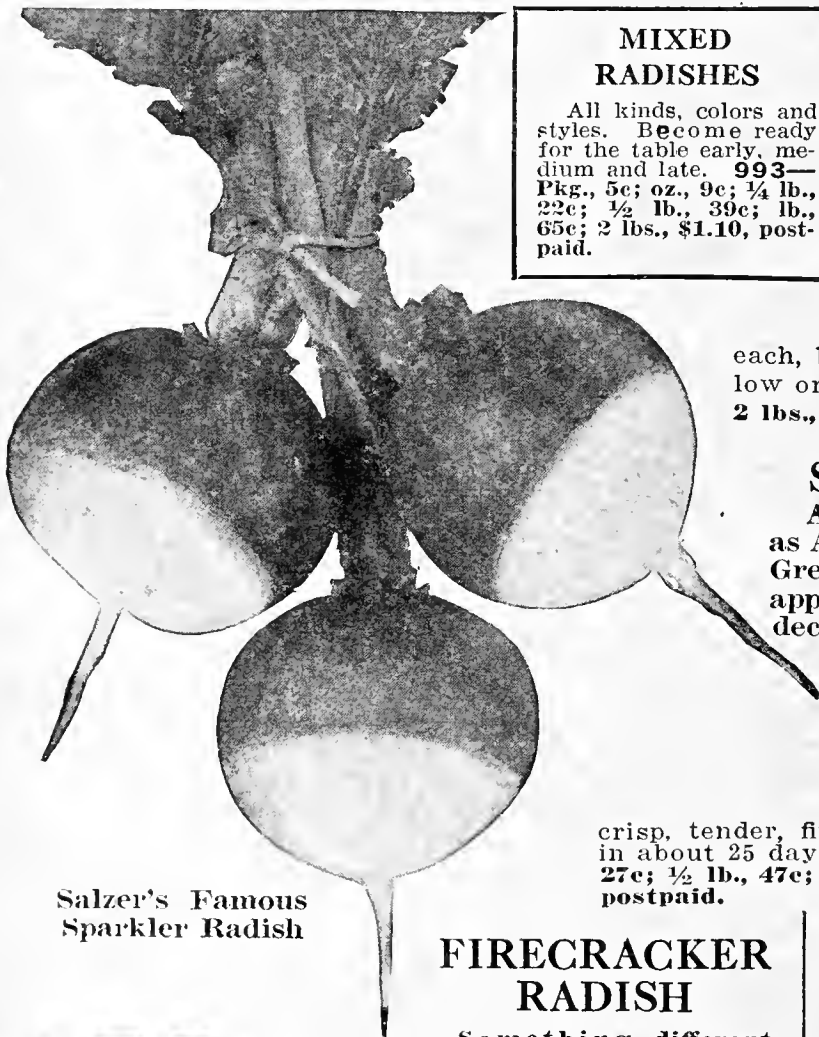 MIXED
RADISHES
All kinds, colors and
styles. Become ready
for the table early, me-
dium and late. 993—
Pkg., 5c; oz., 9c; ¼ lb.,
22c; ½ lb., 39c; lb.,
65c; 2 lbs., $1.10, post-
paid.
each,
low or
2 lbs.,
S
A
as A
Gre
app
dec
crisp, tender, fi
in about 25 day
27c; ½ lb., 47c;
postpaid.
Salzer's Famous
Sparkler Radish
FIRECRACKER
RADISH
Something different